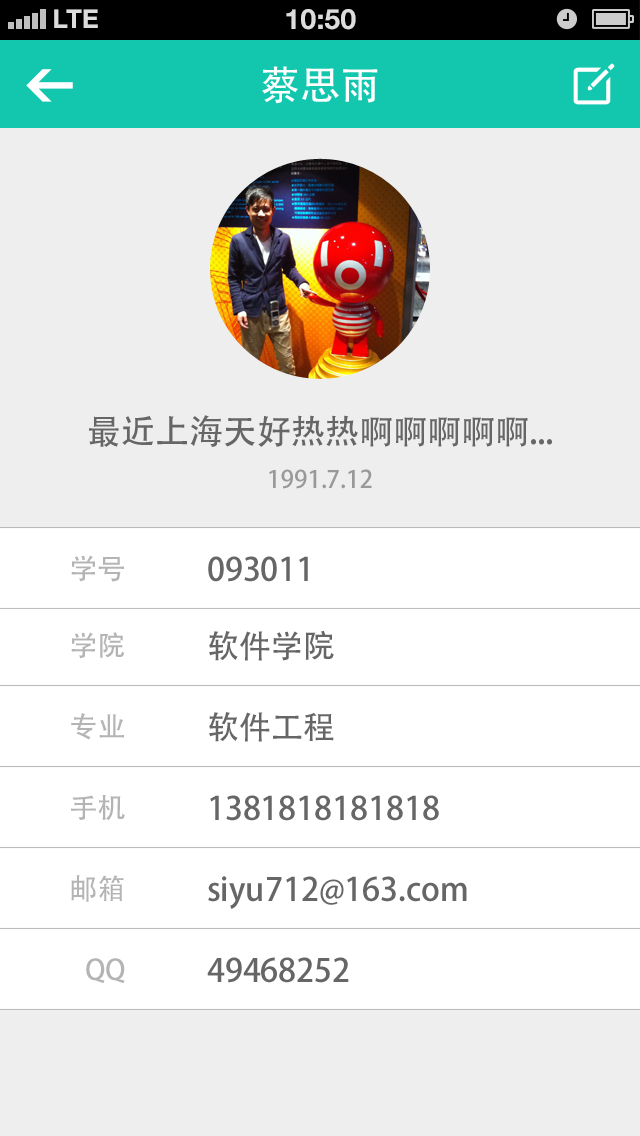 LTE 10:50
蔡思雨
最近上海天好热热啊啊啊啊啊...
1991.7.12
学号 093011
学院 软件学院
专业 软件工程
手机 1381818181818
邮箱 siyu712@163.com
QQ 49468252